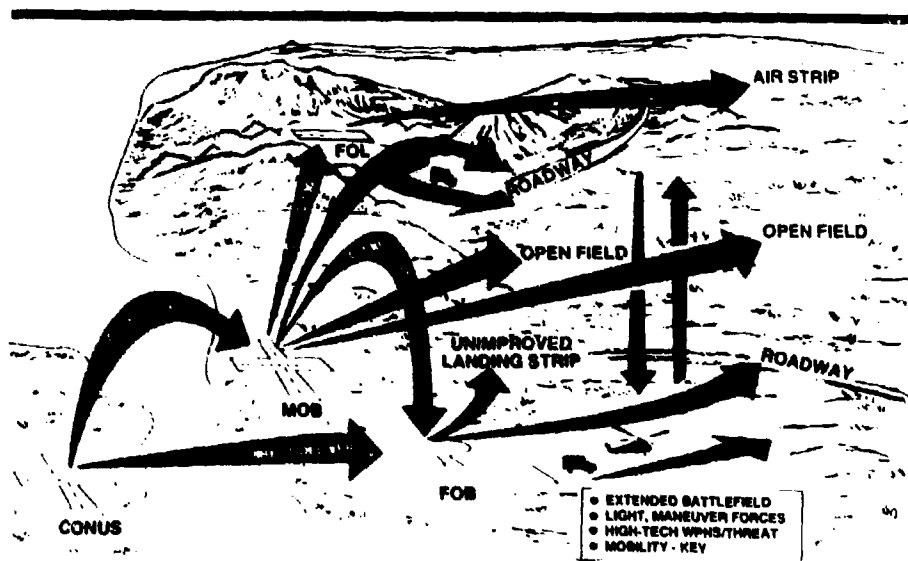 AIR STRIP
FOL
ROADWAY
OPEN FIELD
OPEN FIELD
UNIMPROVED
LANDING STRIP
ROADWAY
MOB
FOB
CONUS
• EXTENDED BATTLEFIELD
• LIGHT, MANEUVER FORCES
• HIGH-TECH WPNS/THREAT
• MOBILITY - KEY